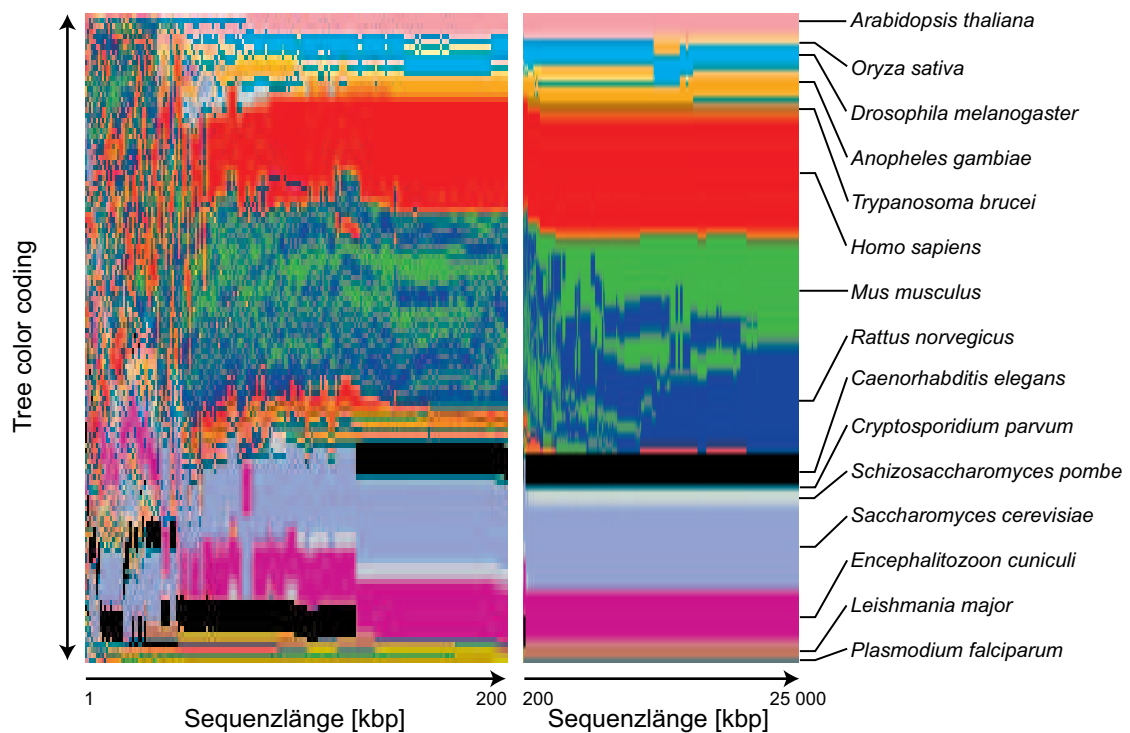 Tree color coding
Arabidopsis thaliana
Oryza sativa
Drosophila melanogaster
Anopheles gambiae
Trypanosoma brucei
Homo sapiens
Mus musculus
Rattus norvegicus
Caenorhabditis elegans
Cryptosporidium parvum
Schizosaccharomyces pombe
Saccharomyces cerevisiae
Encephalitozoon cuniculi
Leishmania major
Plasmodium falciparum
1 200 200 25 000
Sequenzlänge [kbp] Sequenzlänge [kbp]